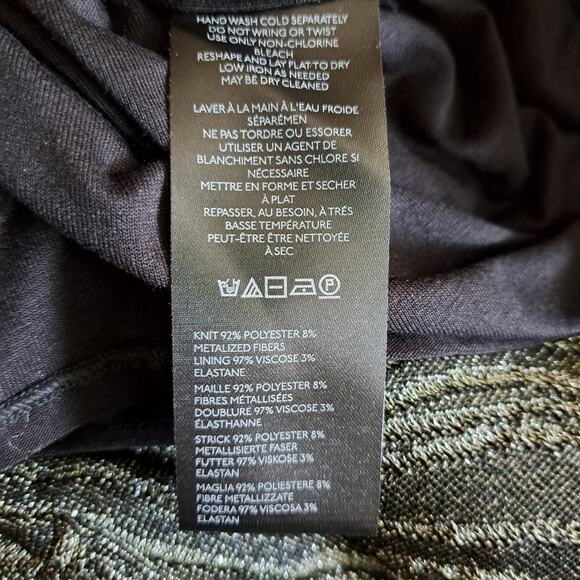 HAND WASH COLD SEPARATELY
DO NOT WRING OR TWIST
USE ONLY NON-CHLORINE
BLEACH
RESHAPE AND LAY FLAT TO DRY
LOW IRON AS NEEDED
MAY BE DRY CLEANED
LAVER À LA MAIN À L'EAU FROIDE
SÉPARÉMEN
NE PAS TORDRE OU ESSORER
UTILISER UN AGENT DE
BLANCHIMENT SANS CHLORE SI
NÉCESSAIRE
METTRE EN FORME ET SECHER
À PLAT
REPASSER, AU BESOIN, À TRÉS
BASSE TEMPÉRATURE
PEUT-ÊTRE ÊTRE NETTOYÉE
À SEC
P
KNIT 92% POLYESTER 8%
METALIZED FIBERS
LINING 97% VISCOSE 3%
ELASTANE
MAILLE 92% POLYESTER 8%
FIBRES MÉTALLISÉES
DOUBLURE 97% VISCOSE 3%
ÉLASTHANNE
STRICK 92% POLYESTER 8%
METALLISIERTE FASER
FUTTER 97% VISKOSE 3%
ELASTAN
MAGLIA 92% POLIESTERE 8%
FIBRE METALLIZZATE
FODERA 97% VISCOSA 3%
ELASTAN